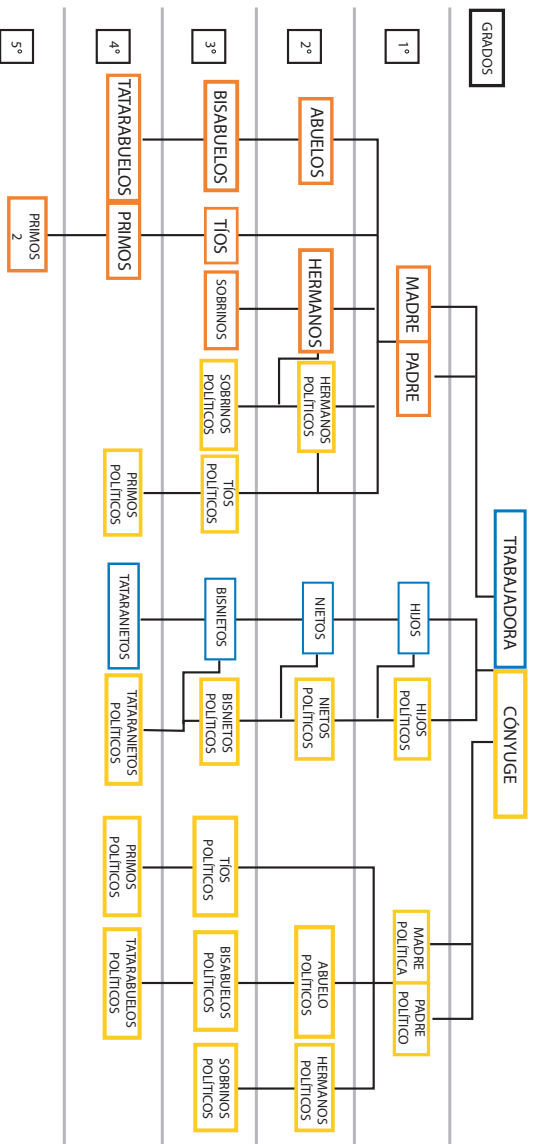 GRADOS
TRABAJADORA
CÓNYUGE
1°
MADRE
PADRE
HIJOS
HIJOS
POLÍTICOS
MADRE
POLÍTICA
PADRE
POLÍTICO
2°
ABUELOS
HERMANOS
HERMANOS
POLÍTICOS
NIETOS
NIETOS
POLÍTICOS
ABUELO
POLÍTICOS
HERMANOS
POLÍTICOS
3°
BISABUELOS
TÍOS
SOBRINOS
SOBRINOS
POLÍTICOS
TÍOS
POLÍTICOS
BISNIETOS
BISNIETOS
POLÍTICOS
TÍOS
POLÍTICOS
BISABUELOS
POLÍTICOS
SOBRINOS
POLÍTICOS
4°
TATARABUELOS
PRIMOS
PRIMOS
POLÍTICOS
TATARANIETOS
TATARANIETOS
POLÍTICOS
PRIMOS
POLÍTICOS
TATARABUELOS
POLÍTICOS
5°
PRIMOS
2